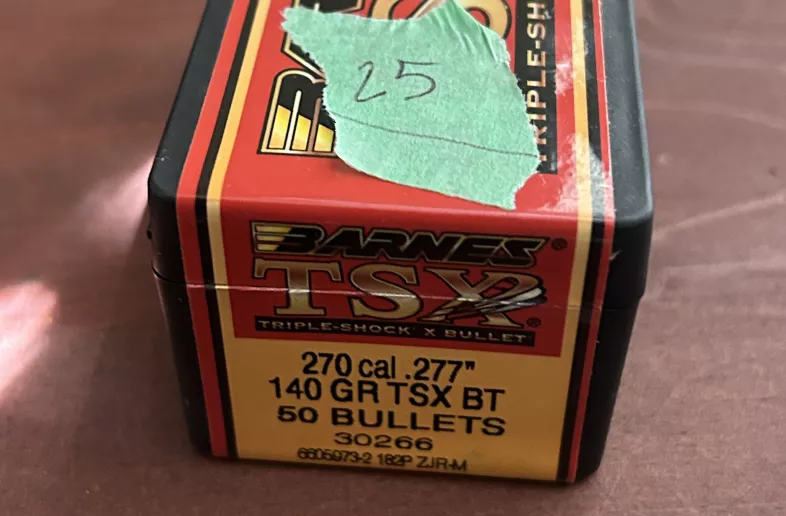 25
TRIPLE-SH
BARNES®
TSX®
TRIPLE-SHOCK X BULLET
270 cal .277"
140 GR TSX BT
50 BULLETS
30266
6605973-2 182P ZJR-M